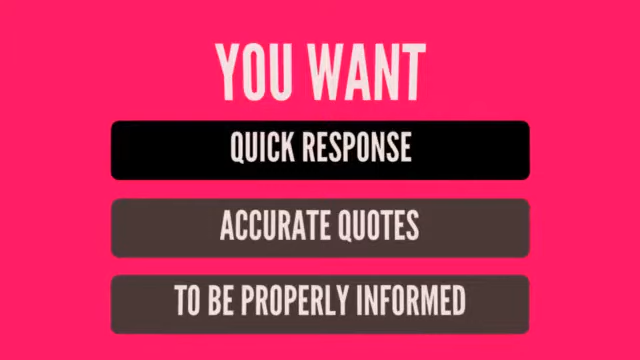 YOU WANT
QUICK RESPONSE
ACCURATE QUOTES
TO BE PROPERLY INFORMED